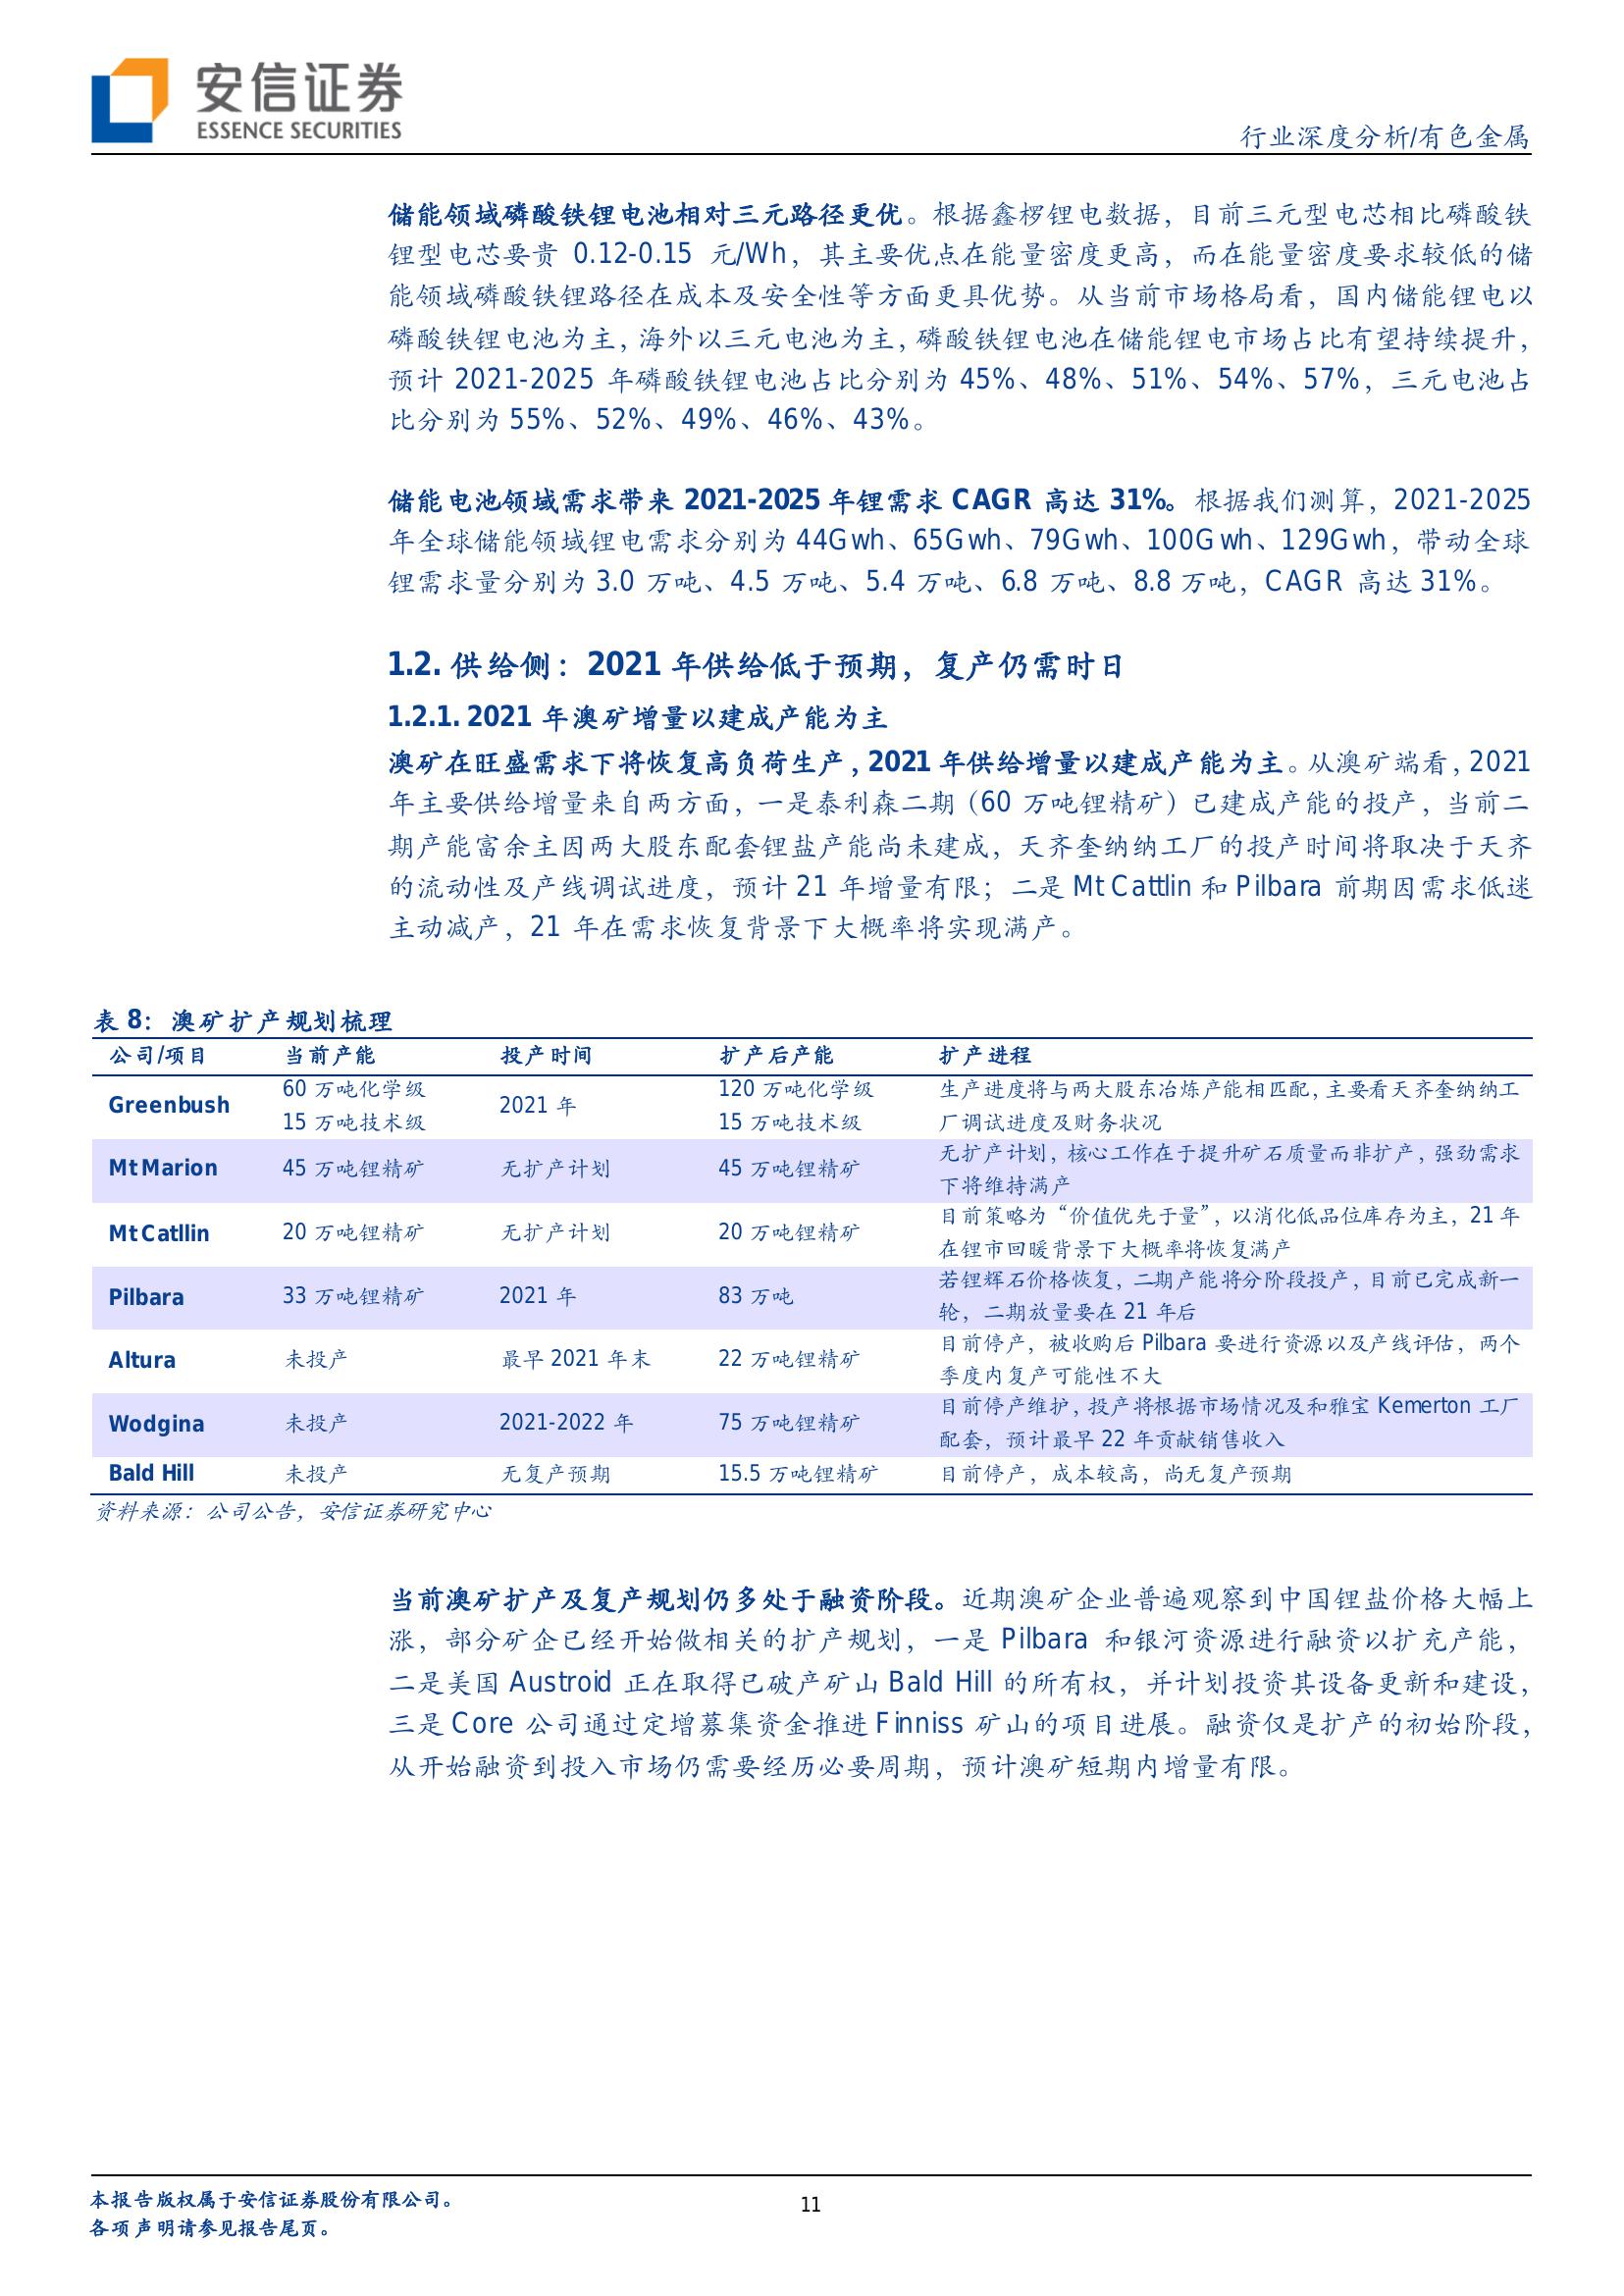 安信证券
ESSENCE SECURITIES
行业深度分析/有色金属
储能领域磷酸铁锂电池相对三元路径更优。根据鑫椤锂电数据，目前三元型电芯相比磷酸铁
锂型电芯要贵 0.12-0.15 元/Wh，其主要优点在能量密度更高，而在能量密度要求较低的储
能领域磷酸铁锂路径在成本及安全性等方面更具优势。从当前市场格局看，国内储能锂电以
磷酸铁锂电池为主，海外以三元电池为主，磷酸铁锂电池在储能锂电市场占比有望持续提升，
预计 2021-2025 年磷酸铁锂电池占比分别为 45%、48%、51%、54%、57%，三元电池占
比分别为 55%、52%、49%、46%、43%。
储能电池领域需求带来 2021-2025 年锂需求 CAGR 高达 31%。根据我们测算，2021-2025
年全球储能领域锂电需求分别为 44Gwh、65Gwh、79Gwh、100Gwh、129Gwh，带动全球
锂需求量分别为 3.0 万吨、4.5 万吨、5.4 万吨、6.8 万吨、8.8 万吨，CAGR 高达 31%。
1.2. 供给侧：2021 年供给低于预期，复产仍需时日
1.2.1. 2021 年澳矿增量以建成产能为主
澳矿在旺盛需求下将恢复高负荷生产，2021 年供给增量以建成产能为主。从澳矿端看，2021
年主要供给增量来自两方面，一是泰利森二期（60 万吨锂精矿）已建成产能的投产，当前二
期产能富余主因两大股东配套锂盐产能尚未建成，天齐奎纳纳工厂的投产时间将取决于天齐
的流动性及产线调试进度，预计 21 年增量有限；二是 Mt Cattlin 和 Pilbara 前期因需求低迷
主动减产，21 年在需求恢复背景下大概率将实现满产。
表 8：澳矿扩产规划梳理
公司/项目 当前产能 投产时间 扩产后产能 扩产进程
Greenbush 60 万吨化学级 15 万吨技术级 2021 年 120 万吨化学级 15 万吨技术级 生产进度将与两大股东冶炼产能相匹配，主要看天齐奎纳纳工
厂调试进度及财务状况
Mt Marion 45 万吨锂精矿 无扩产计划 45 万吨锂精矿 无扩产计划，核心工作在于提升矿石质量而非扩产，强劲需求
下将维持满产
Mt Catllin 20 万吨锂精矿 无扩产计划 20 万吨锂精矿 目前策略为“价值优先于量”，以消化低品位库存为主，21 年
在锂市回暖背景下大概率将恢复满产
Pilbara 33 万吨锂精矿 2021 年 83 万吨 若锂辉石价格恢复，二期产能将分阶段投产，目前已完成新一
轮，二期放量要在 21 年后
Altura 未投产 最早 2021 年末 22 万吨锂精矿 目前停产，被收购后 Pilbara 要进行资源以及产线评估，两个
季度内复产可能性不大
Wodgina 未投产 2021-2022 年 75 万吨锂精矿 目前停产维护，投产将根据市场情况及和雅宝 Kemerton 工厂
配套，预计最早 22 年贡献销售收入
Bald Hill 未投产 无复产预期 15.5 万吨锂精矿 目前停产，成本较高，尚无复产预期
资料来源：公司公告，安信证券研究中心
当前澳矿扩产及复产规划仍多处于融资阶段。近期澳矿企业普遍观察到中国锂盐价格大幅上
涨，部分矿企已经开始做相关的扩产规划，一是 Pilbara 和银河资源进行融资以扩充产能，
二是美国 Austroid 正在取得已破产矿山 Bald Hill 的所有权，并计划投资其设备更新和建设，
三是 Core 公司通过定增募集资金推进 Finniss 矿山的项目进展。融资仅是扩产的初始阶段，
从开始融资到投入市场仍需要经历必要周期，预计澳矿短期内增量有限。
本报告版权属于安信证券股份有限公司。
各项声明请参见报告尾页。
11